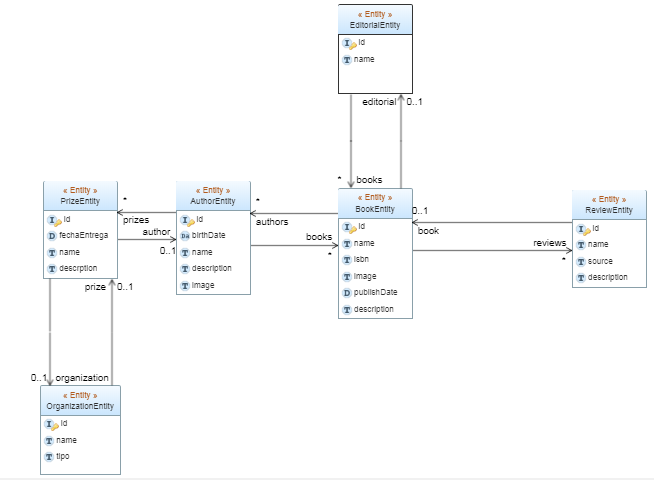 « Entity »
EditorialEntity
id
name
editorial 0..1
* books
« Entity »
PrizeEntity
id
fechaEntrega
name
descrption
* prizes
author
0..1
« Entity »
AuthorEntity
id
birthDate
name
description
image
* authors
books
*
« Entity »
BookEntity
id
name
isbn
image
publishDate
description
0..1
book
reviews
*
« Entity »
ReviewEntity
id
name
source
description
prize 0..1
0..1 organization
« Entity »
OrganizationEntity
id
name
tipo